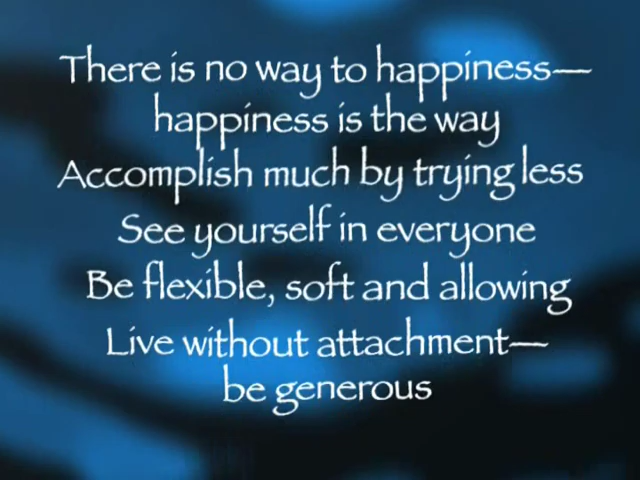 There is no way to happiness—
happiness is the way
Accomplish much by trying less
See yourself in everyone
Be flexible, soft and allowing
Live without attachment—
be generous